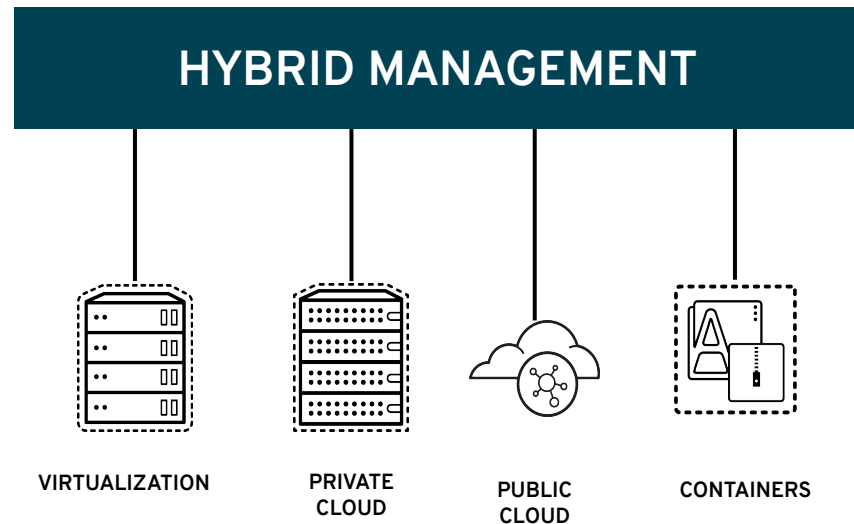 HYBRID MANAGEMENT
VIRTUALIZATION
PRIVATE
CLOUD
PUBLIC
CLOUD
CONTAINERS